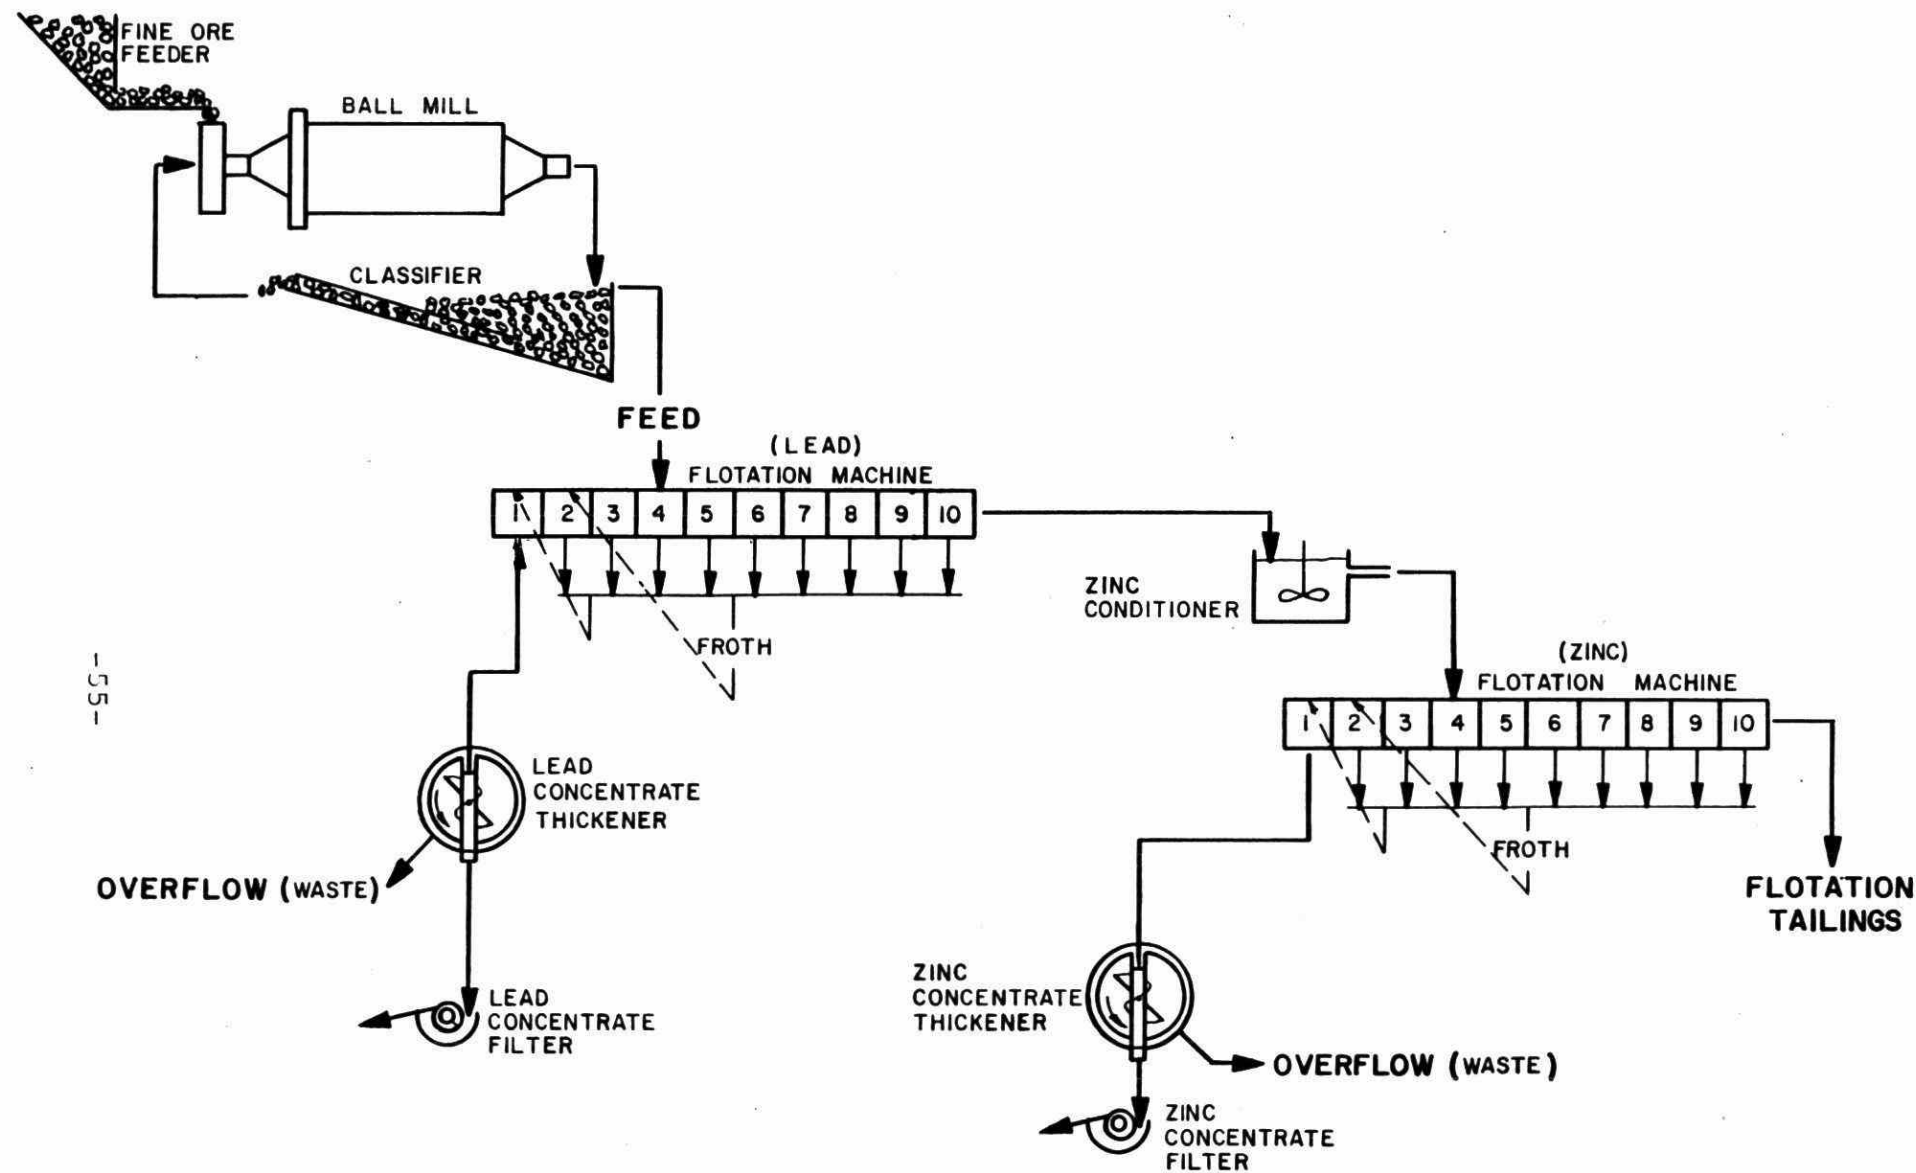 FINE ORE
FEEDER
BALL MILL
CLASSIFIER
FEED
(LEAD)
FLOTATION MACHINE
1 2 3 4 5 6 7 8 9 10
FROTH
ZINC
CONDITIONER
(ZINC)
FLOTATION MACHINE
1 2 3 4 5 6 7 8 9 10
FROTH
FLOTATION
TAILINGS
-55-
LEAD
CONCENTRATE
THICKENER
OVERFLOW (WASTE)
LEAD
CONCENTRATE
FILTER
ZINC
CONCENTRATE
THICKENER
OVERFLOW (WASTE)
ZINC
CONCENTRATE
FILTER